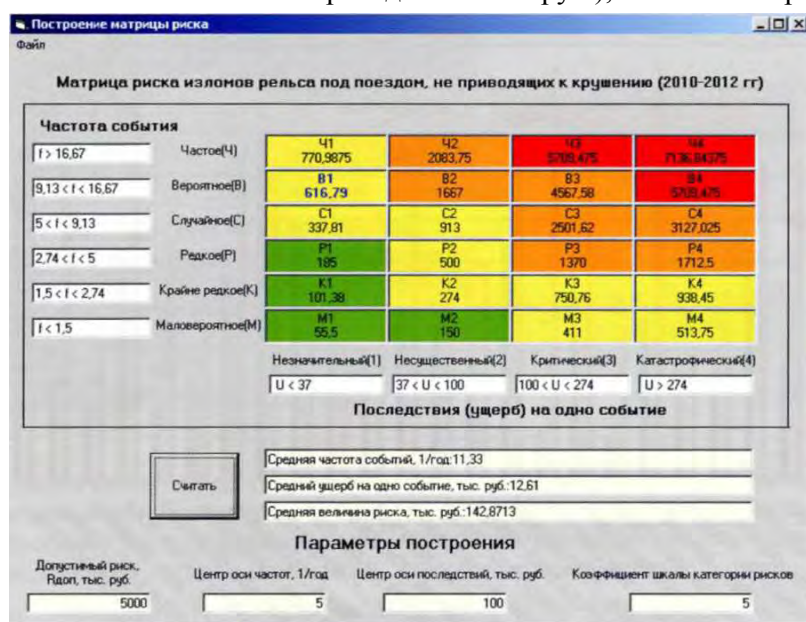 Построение матрицы риска
Файл
Матрица риска изломов рельса под поездом, не приводящих к крушению (2010-2012 гг)
Частота события
f > 16,67 Частое(Ч) Ч1 Ч2 Ч3 Ч4
770,9875 2083,75 5709,475 7136,84375
9,13 < f < 16,67 Вероятное(В) В1 В2 В3 В4
616,79 1667 4567,58 5709,475
5 < f < 9,13 Случайное(С) С1 С2 С3 С4
337,81 913 2501,62 3127,025
2,74 < f < 5 Редкое(Р) Р1 Р2 Р3 Р4
185 500 1370 1712,5
1,5 < f < 2,74 Крайне редкое(К) К1 К2 К3 К4
101,38 274 750,76 938,45
f < 1,5 Маловероятное(М) М1 М2 М3 М4
55,5 150 411 513,75
Незначительный(1) Несущественный(2) Критический(3) Катастрофический(4)
U < 37 37 < U < 100 100 < U < 274 U > 274
Последствия (ущерб) на одно событие
Считать
Средняя частота событий, 1/год:11,33
Средний ущерб на одно событие, тыс. руб.:12,61
Средняя величина риска, тыс. руб.:142,8713
Параметры построения
Допустимый риск, Rдоп, тыс. руб. Центр оси частот, 1/год Центр оси последствий, тыс. руб. Коэффициент шкалы категории рисков
5000 5 100 5